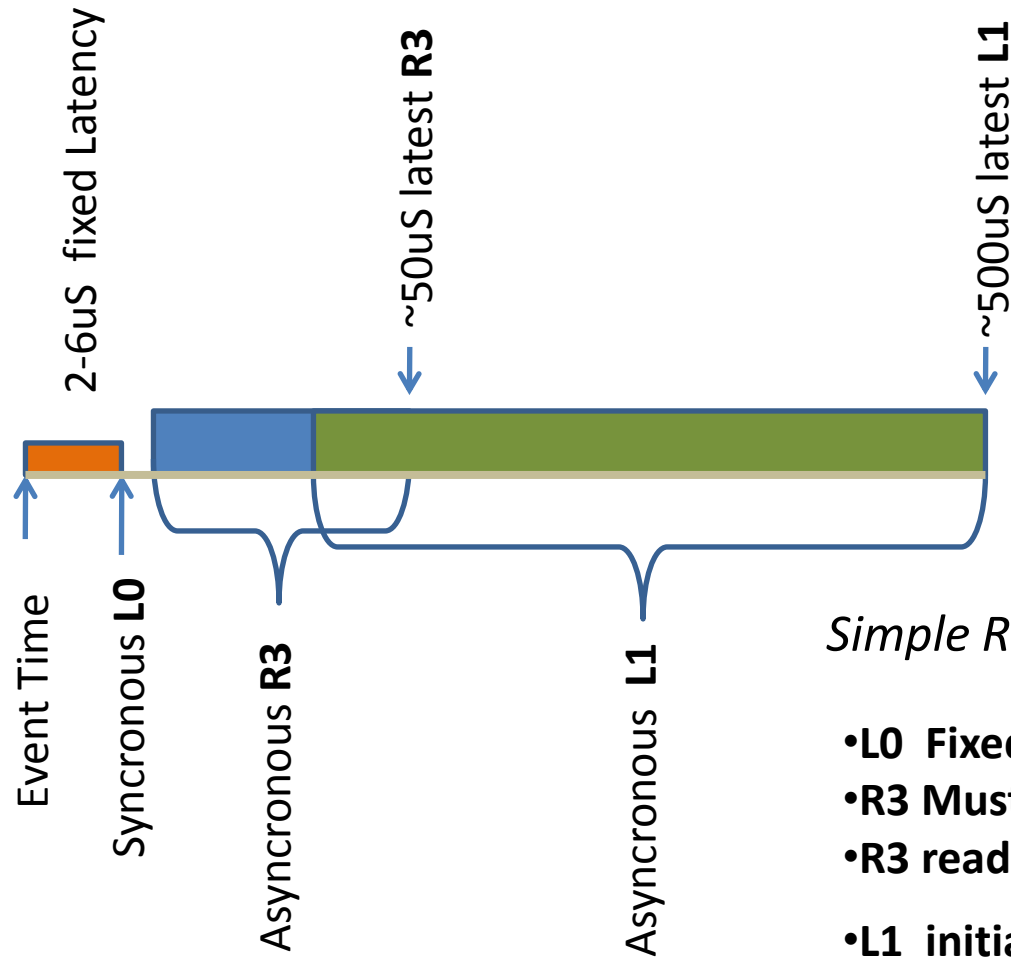 2-6uS fixed Latency
~50uS latest R3
~500uS latest L1
Event Time
Syncronous L0
Asyncronous R3
Asyncronous L1
Simple R
•L0 Fixed
•R3 Must
•R3 read
•L1 initia